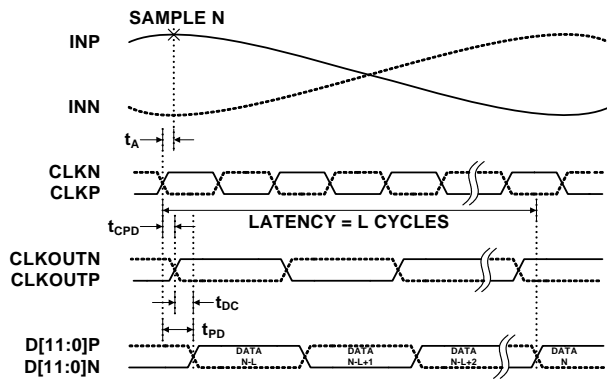 SAMPLE N
INP
INN
tA
CLKN
CLKP
LATENCY = L CYCLES
tCPD
CLKOUTN
CLKOUTP
tDC
tPD
D[11:0]P
D[11:0]N
DATA
N-L
DATA
N-L+1
DATA
N-L+2
DATA
N